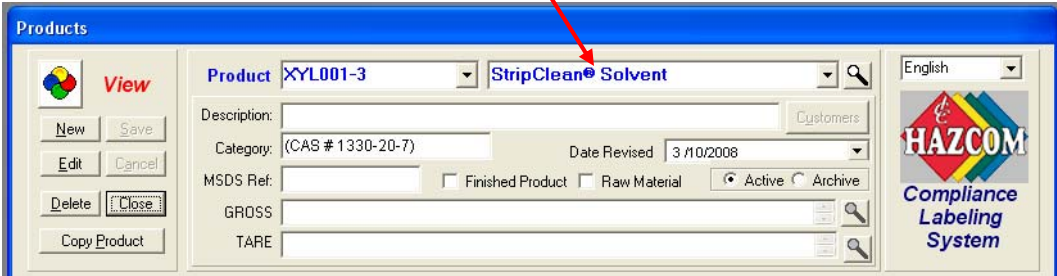 Products
View
New Save
Edit Cancel
Delete Close
Copy Product
Product XYL001-3 StripClean® Solvent
Description: Customers
Category: (CAS # 1330-20-7) Date Revised 3 /10/2008
MSDS Ref: Finished Product Raw Material Active Archive
GROSS
TARE
English
HAZCOM
Compliance
Labeling
System